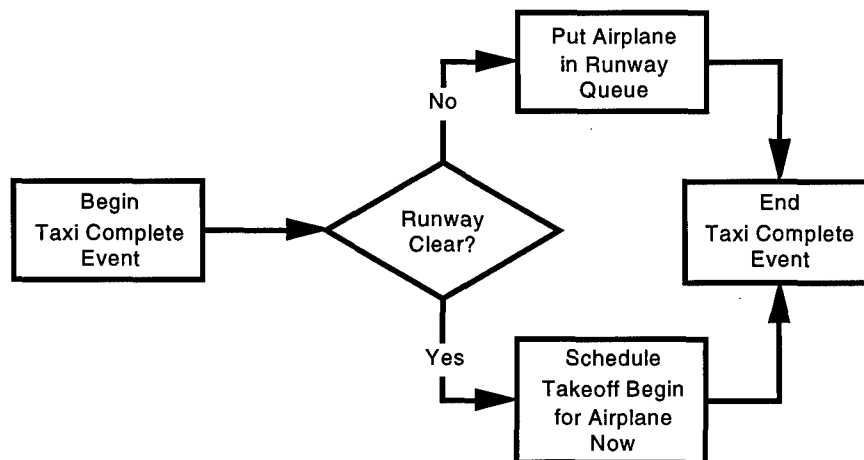 Begin
Taxi Complete
Event
Runway
Clear?
No
Put Airplane
in Runway
Queue
Yes
Schedule
Takeoff Begin
for Airplane
Now
End
Taxi Complete
Event